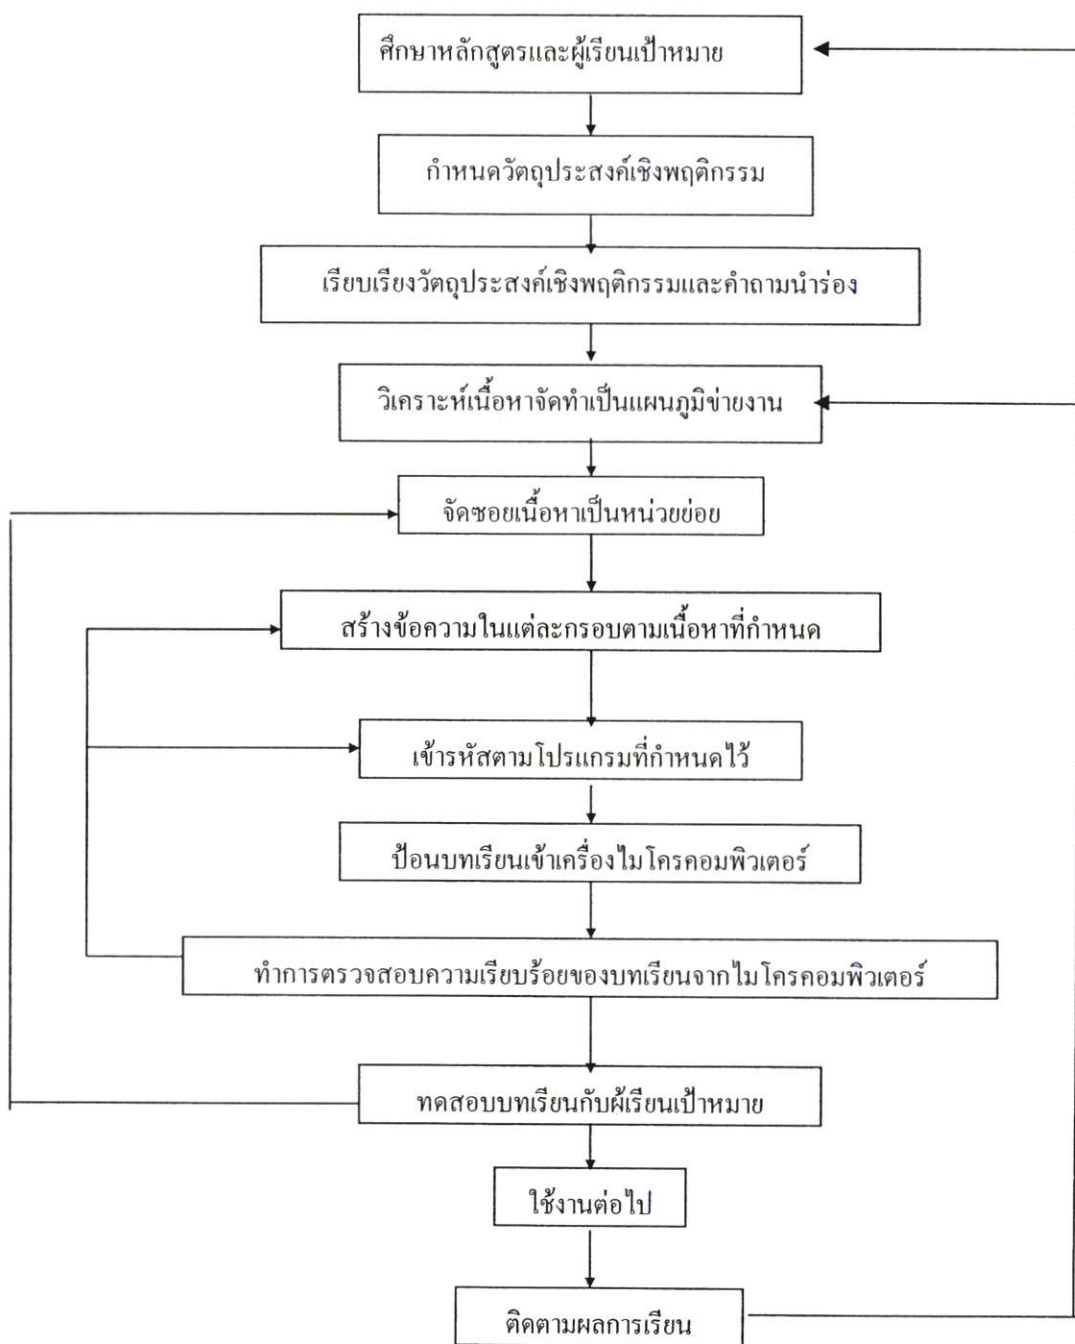 ศึกษาหลักสูตรและผู้เรียนเป้าหมาย
กำหนดวัตถุประสงค์เชิงพฤติกรรม
เรียบเรียงวัตถุประสงค์เชิงพฤติกรรมและคำถามนำร่อง
วิเคราะห์เนื้อหาจัดทำเป็นแผนภูมิข่ายงาน
จัดซอยเนื้อหาเป็นหน่วยย่อย
สร้างข้อความในแต่ละกรอบตามเนื้อหาที่กำหนด
เข้ารหัสตามโปรแกรมที่กำหนดไว้
ป้อนบทเรียนเข้าเครื่องไมโครคอมพิวเตอร์
ทำการตรวจสอบความเรียบร้อยของบทเรียนจากไมโครคอมพิวเตอร์
ทดสอบบทเรียนกับผู้เรียนเป้าหมาย
ใช้งานต่อไป
ติดตามผลการเรียน